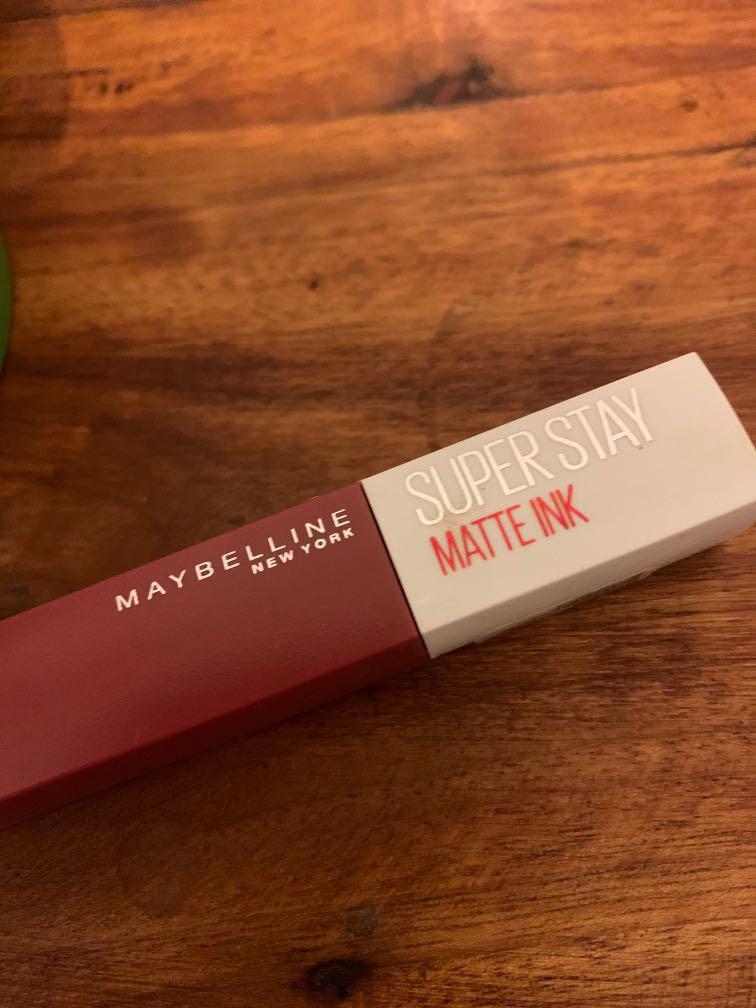 MAYBELLINE
NEW YORK
SUPER STAY
MATTE INK